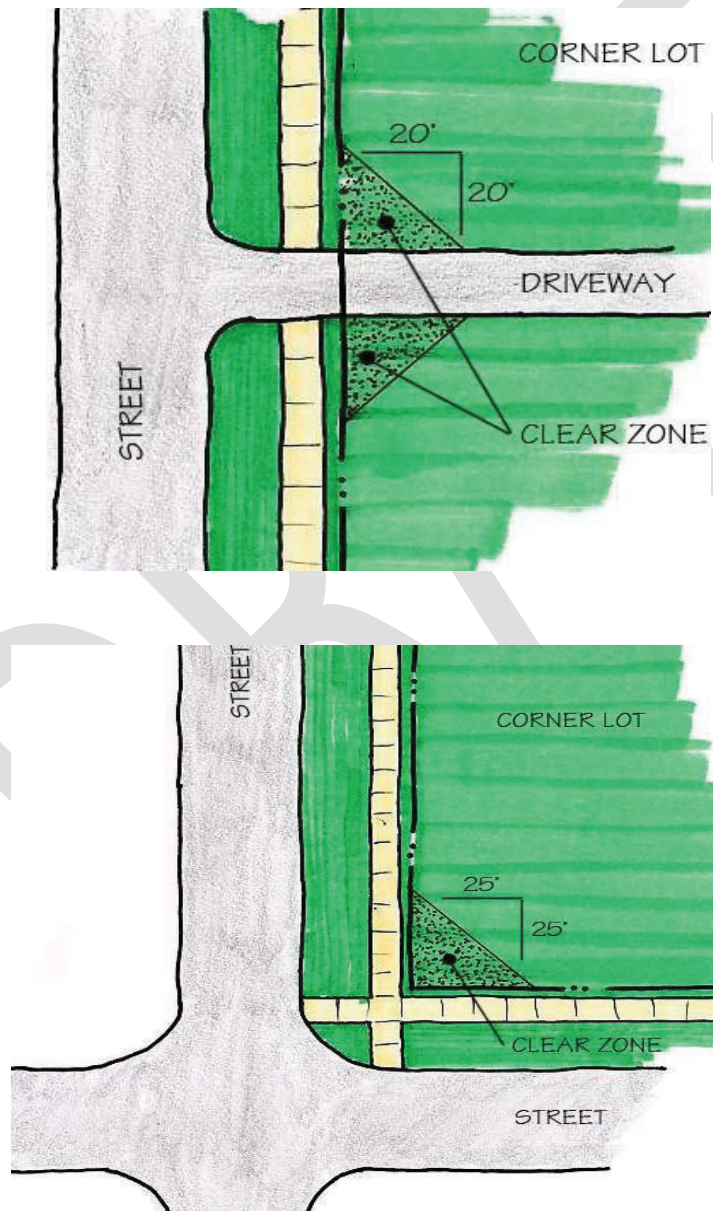 CORNER LOT
20'
20'
DRIVEWAY
STREET
CLEAR ZONE
STREET
CORNER LOT
25'
25'
CLEAR ZONE
STREET